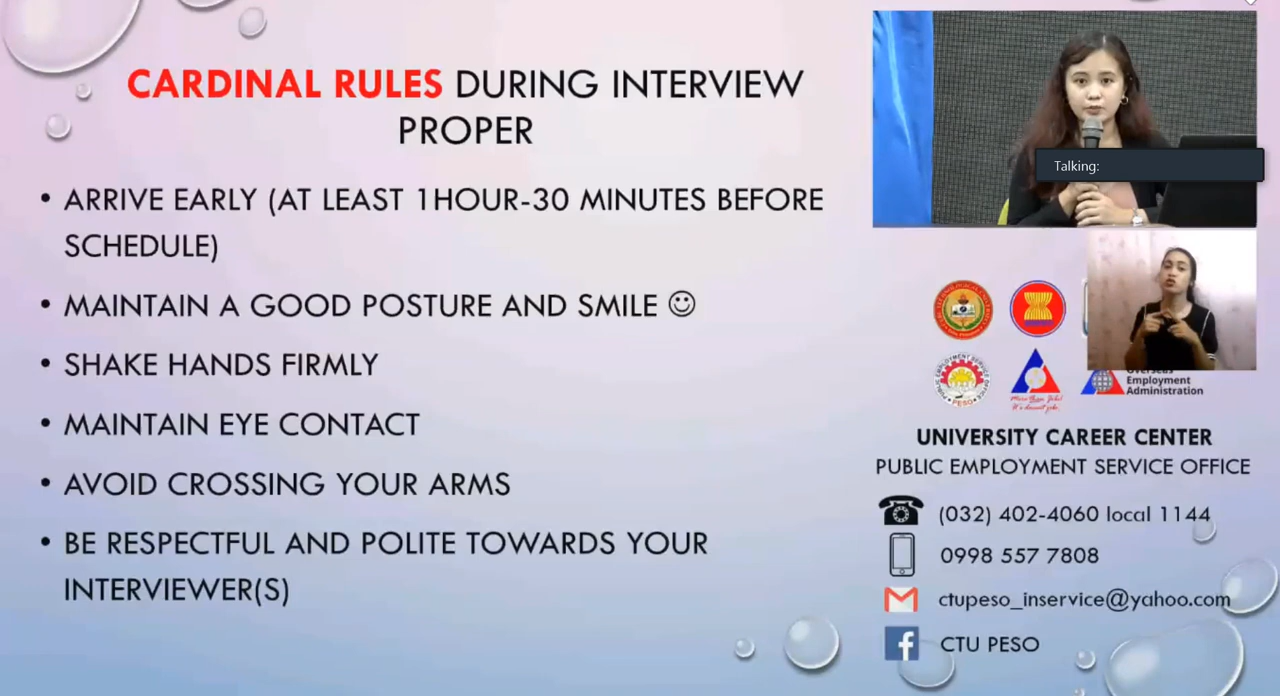 CARDINAL RULES DURING INTERVIEW
PROPER
• ARRIVE EARLY (AT LEAST 1HOUR-30 MINUTES BEFORE
SCHEDULE)
• MAINTAIN A GOOD POSTURE AND SMILE ☺
• SHAKE HANDS FIRMLY
• MAINTAIN EYE CONTACT
• AVOID CROSSING YOUR ARMS
• BE RESPECTFUL AND POLITE TOWARDS YOUR
INTERVIEWER(S)
Talking:
PESO
Overseas
Employment
Administration
UNIVERSITY CAREER CENTER
PUBLIC EMPLOYMENT SERVICE OFFICE
(032) 402-4060 local 1144
0998 557 7808
ctupeso_inservice@yahoo.com
CTU PESO